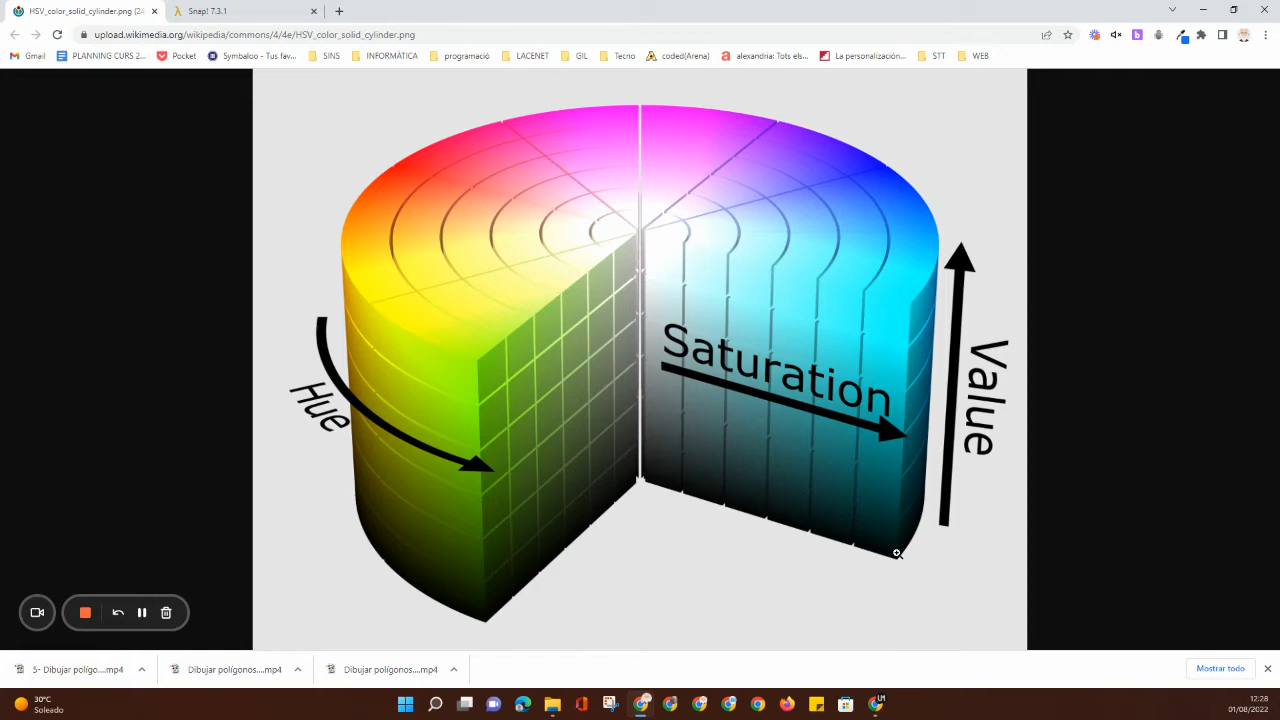 HSV_color_solid_cylinder.png (24
Snap! 7.3.1
upload.wikimedia.org/wikipedia/commons/4/4e/HSV_color_solid_cylinder.png
Gmail
PLANNING CURS 2...
Pocket
Symbaloo - Tus fav...
SINS
INFORMÀTICA
programació
LACENET
GIL
Tecno
coded(Arena)
alexandria: Tots els...
La personalización...
STT
WEB
Hue
Saturation
Value
5- Dibujar polígo....mp4
Dibujar polígonos....mp4
Dibujar polígonos....mp4
Mostrar todo
30°C
Soleado
UM
12:28
01/08/2022